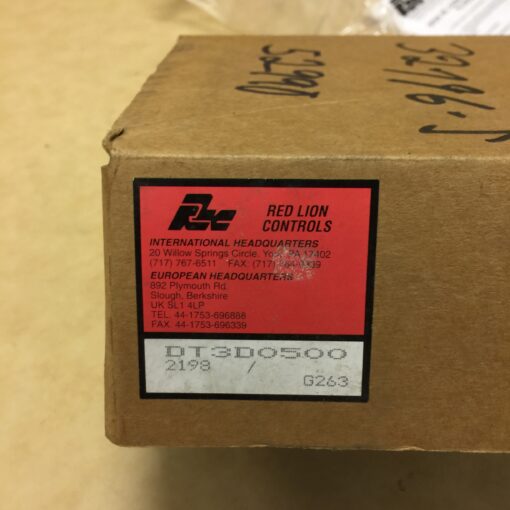 RLC
RED LION
CONTROLS
INTERNATIONAL HEADQUARTERS
20 Willow Springs Circle, York, PA 17402
(717) 767-6511 FAX: (717)
EUROPEAN HEADQUARTERS
892 Plymouth Rd.
Slough, Berkshire
UK SL1 4LP
TEL. 44-1753-696888
FAX. 44-1753-696339
DT3D0500
2198 /
G263